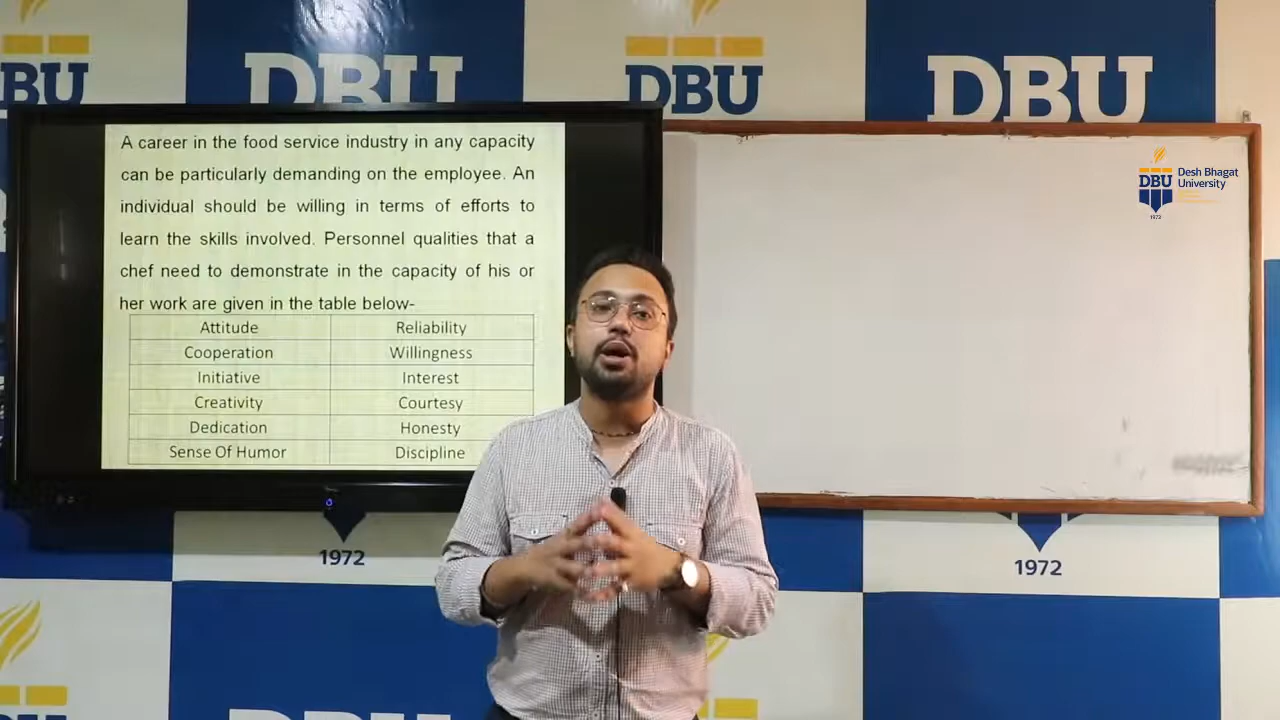 DBU
DBU
DBU
DBU
A career in the food service industry in any capacity
can be particularly demanding on the employee. An
individual should be willing in terms of efforts to
learn the skills involved. Personnel qualities that a
chef need to demonstrate in the capacity of his or
her work are given in the table below-
Attitude Reliability
Cooperation Willingness
Initiative Interest
Creativity Courtesy
Dedication Honesty
Sense Of Humor Discipline
DBU Desh Bhagat
University
1972
1972
1972
DBU